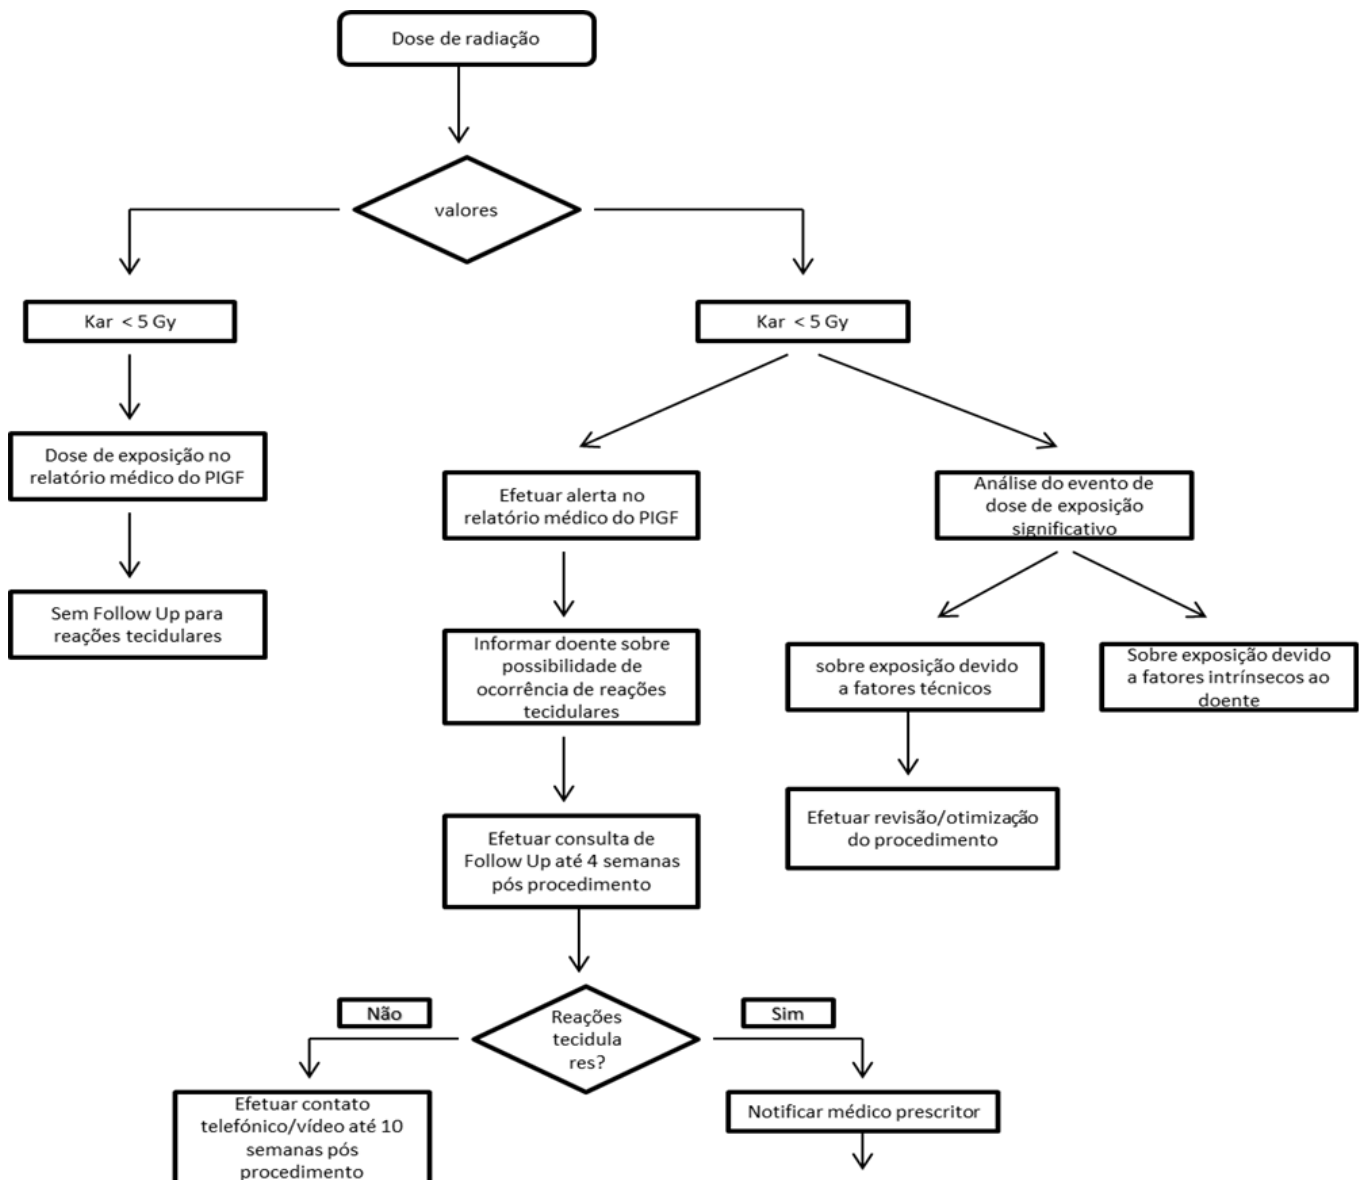 Dose de radiação
valores
Kar < 5 Gy
Kar < 5 Gy
Dose de exposição no
relatório médico do PIGF
Efetuar alerta no
relatório médico do PIGF
Análise do evento de
dose de exposição
significativo
Sem Follow Up para
reações tecidulares
Informar doente sobre
possibilidade de
ocorrência de reações
tecidulares
sobre exposição devido
a fatores técnicos
Sobre exposição devido
a fatores intrínsecos ao
doente
Efetuar revisão/otimização
do procedimento
Efetuar consulta de
Follow Up até 4 semanas
pós procedimento
Não
Reações
tecidula
res?
Sim
Efetuar contato
telefónico/vídeo até 10
semanas pós
procedimento
Notificar médico prescritor